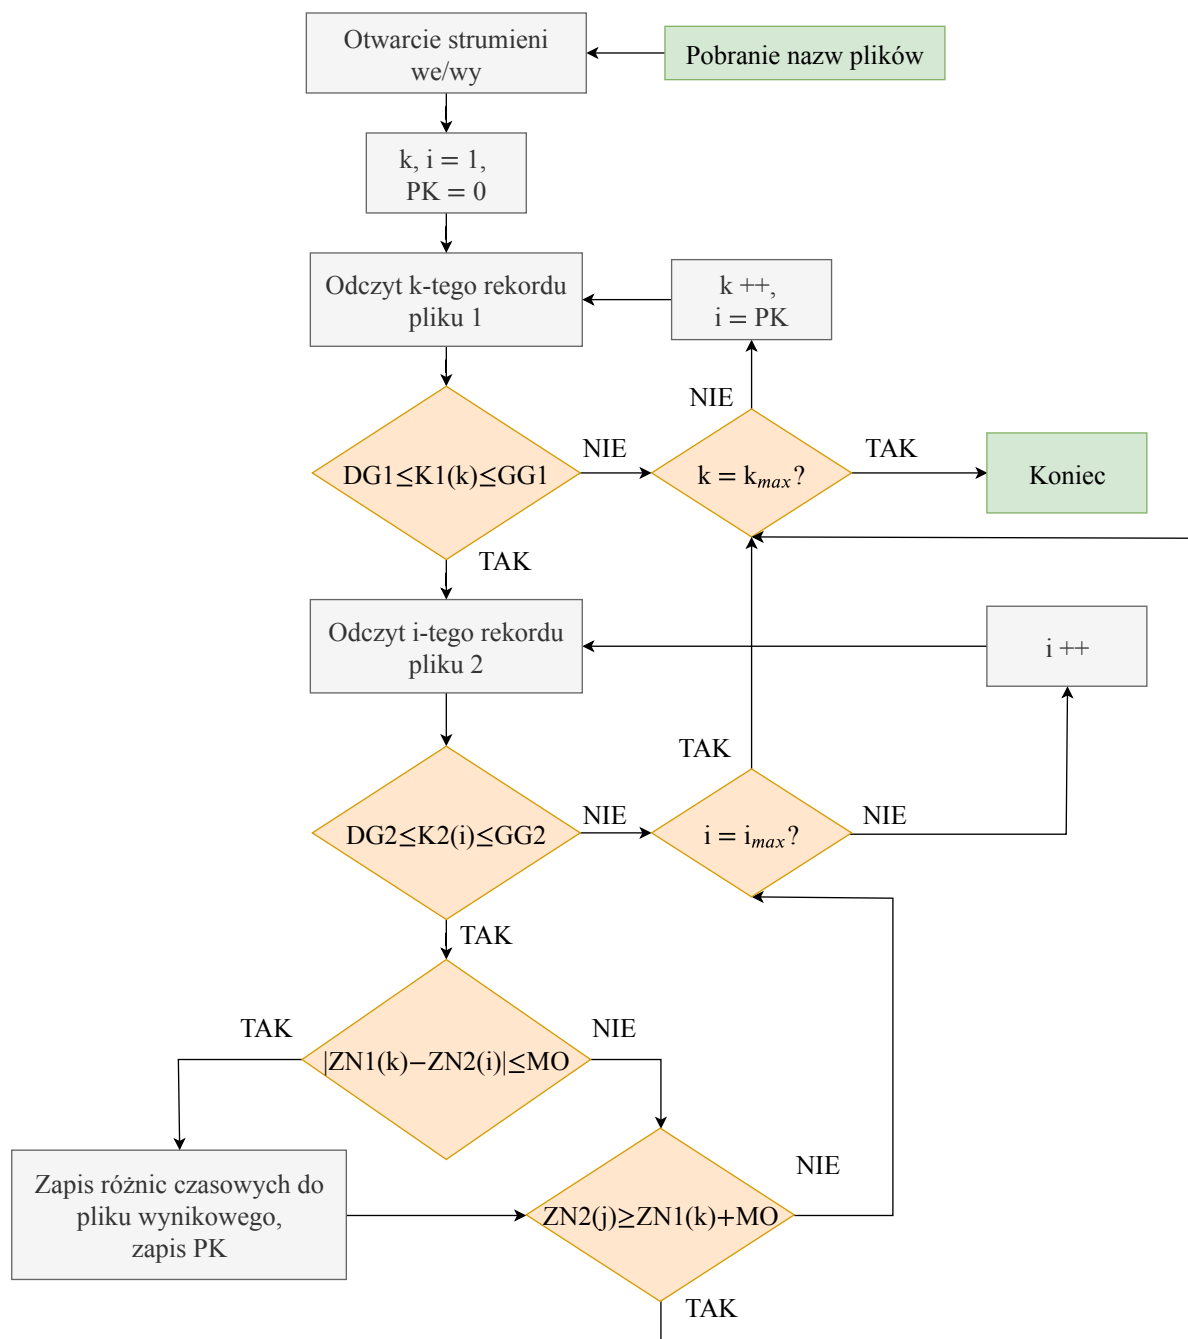 Otwarcie strumieni
we/wy
Pobranie nazw plików
k, i = 1,
PK = 0
Odczyt k-tego rekordu
pliku 1
k ++,
i = PK
NIE
DG1≤K1(k)≤GG1
NIE
k = kmax?
TAK
Koniec
TAK
Odczyt i-tego rekordu
pliku 2
i ++
TAK
DG2≤K2(i)≤GG2
NIE
i = imax?
NIE
TAK
TAK
NIE
|ZN1(k)−ZN2(i)|≤MO
Zapis różnic czasowych do
pliku wynikowego,
zapis PK
NIE
ZN2(j)≥ZN1(k)+MO
TAK